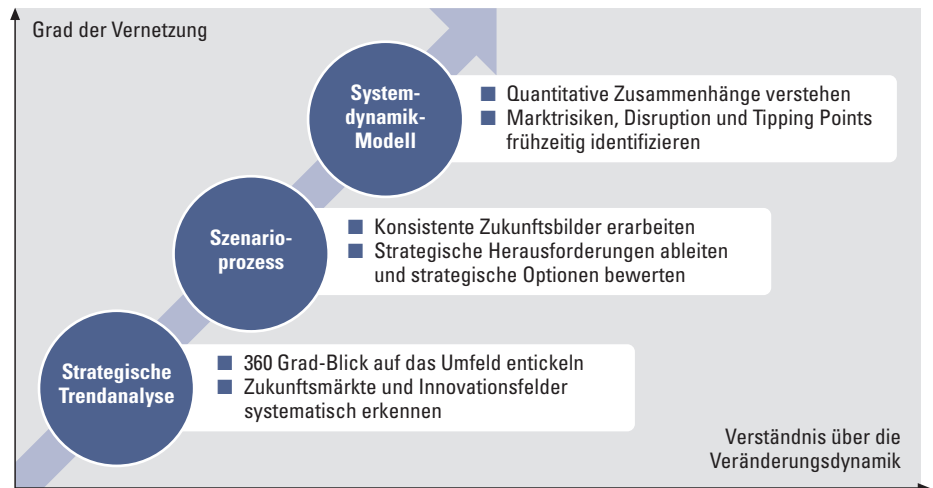 Grad der Vernetzung
System-
dynamik-
Modell
■ Quantitative Zusammenhänge verstehen
■ Marktrisiken, Disruption und Tipping Points
frühzeitig identifizieren
Szenario-
prozess
■ Konsistente Zukunftsbilder erarbeiten
■ Strategische Herausforderungen ableiten
und strategische Optionen bewerten
Strategische
Trendanalyse
■ 360 Grad-Blick auf das Umfeld entickeln
■ Zukunftsmärkte und Innovationsfelder
systematisch erkennen
Verständnis über die
Veränderungsdynamik